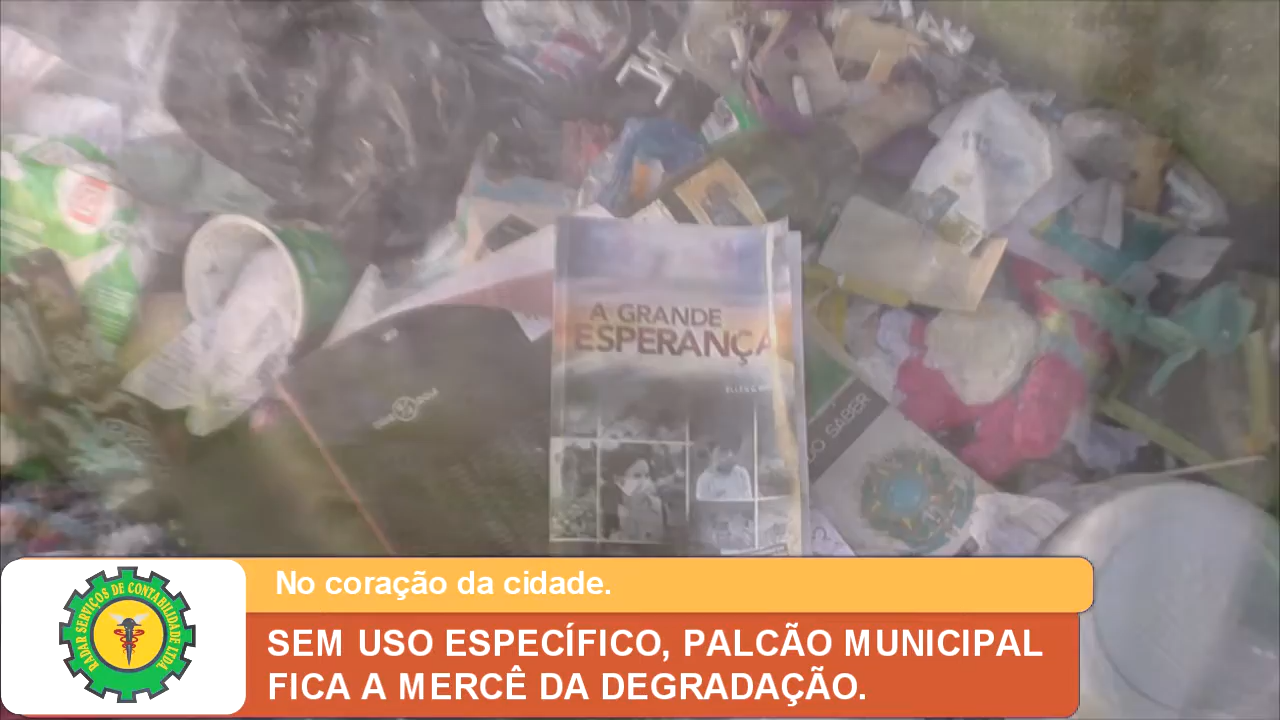 A GRANDE
ESPERANÇA
DO SABER
No coração da cidade.
SEM USO ESPECÍFICO, PALCÃO MUNICIPAL
FICA A MERCÊ DA DEGRADAÇÃO.
RADAR SERVIÇOS DE CONTABILIDADE LTDA.